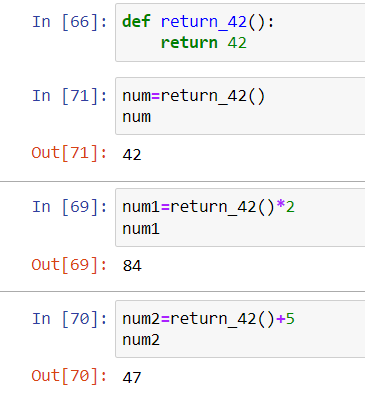 In [66]: def return_42():
    return 42
In [71]: num=return_42()
num
Out[71]: 42
In [69]: num1=return_42()*2
num1
Out[69]: 84
In [70]: num2=return_42()+5
num2
Out[70]: 47